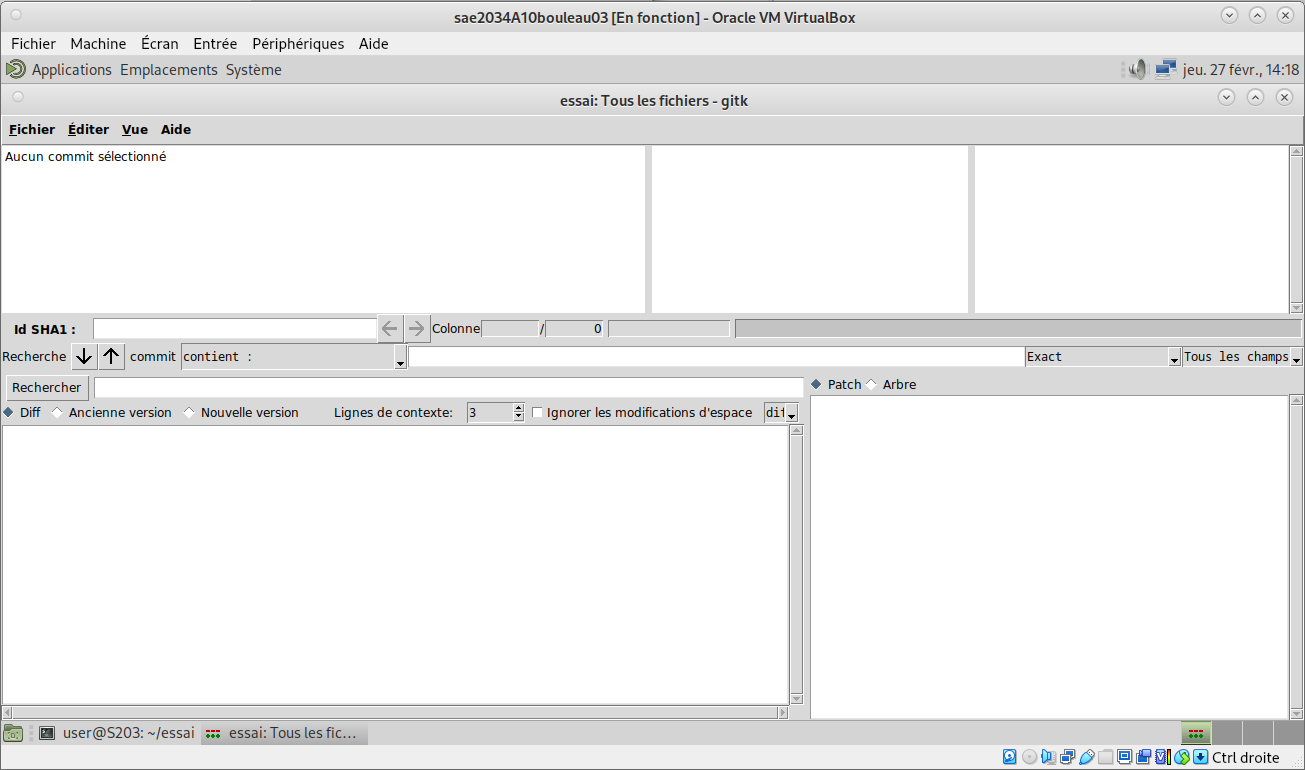 sae2034A10bouleau03 [En fonction] - Oracle VM VirtualBox
Fichier Machine Écran Entrée Périphériques Aide
Applications Emplacements Système jeu. 27 févr., 14:18
essai: Tous les fichiers - gitk
Fichier Éditer Vue Aide
Aucun commit sélectionné
Id SHA1 : Colonne / 0
Recherche commit contient : Exact Tous les champs
Rechercher Patch Arbre
Diff Ancienne version Nouvelle version Lignes de contexte: 3 Ignorer les modifications d'espace
user@S203: ~/essai essai: Tous les fic...
Ctrl droite